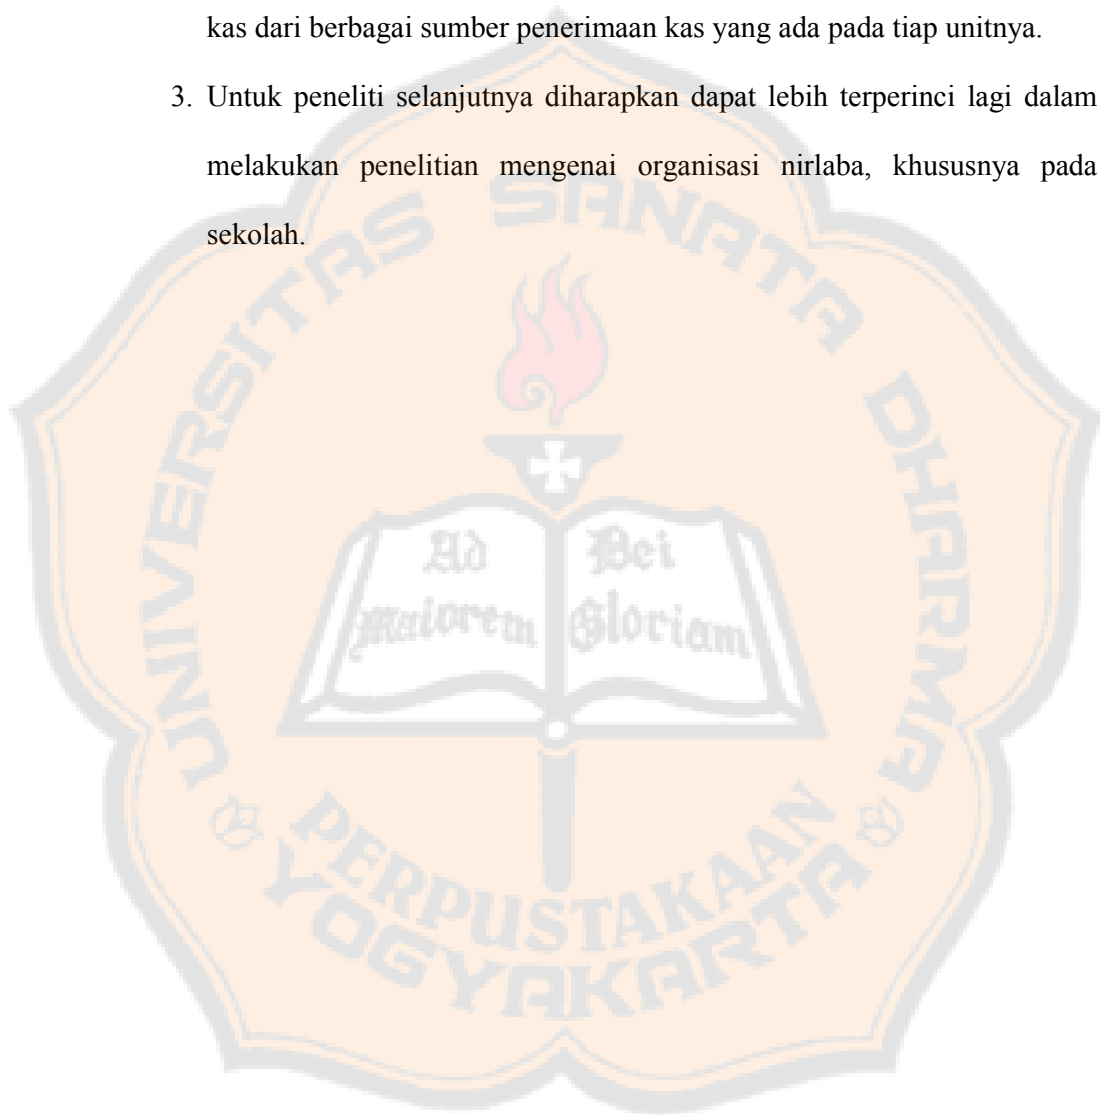 kas dari berbagai sumber penerimaan kas yang ada pada tiap unitnya.
3. Untuk peneliti selanjutnya diharapkan dapat lebih terperinci lagi dalam
melakukan penelitian mengenai organisasi nirlaba, khususnya pada
sekolah.
UNIVERSITAS SANATA DHARMA
Ad Dei
maiorem Gloriam
PERPUSTAKAAN
YOGYAKARTA